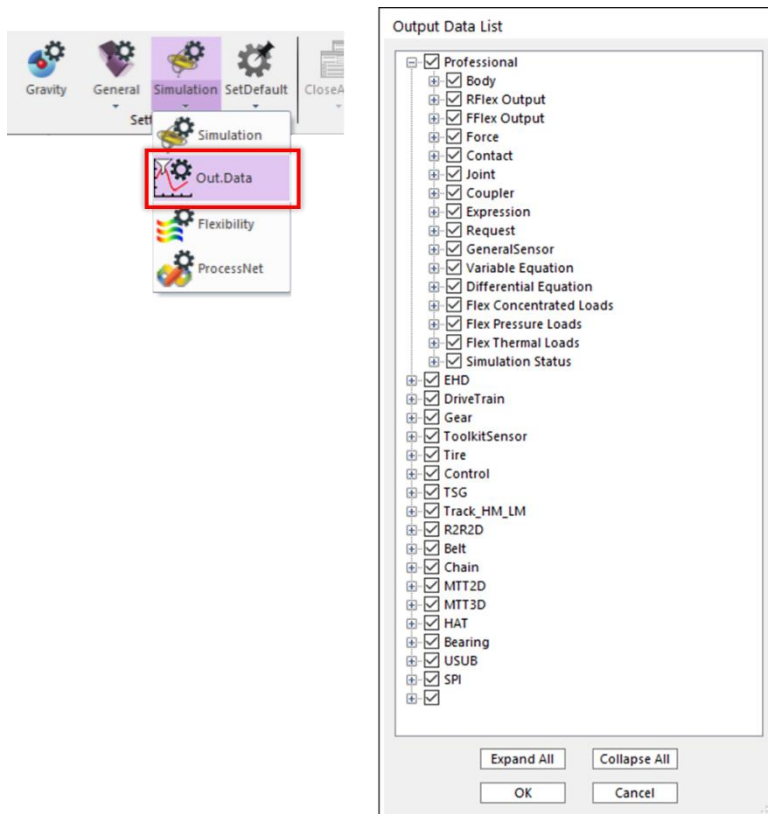 Gravity
General
Simulation
SetDefault
CloseA
Sett
Simulation
Out.Data
Flexibility
ProcessNet
Output Data List
Professional
Body
RFlex Output
FFlex Output
Force
Contact
Joint
Coupler
Expression
Request
GeneralSensor
Variable Equation
Differential Equation
Flex Concentrated Loads
Flex Pressure Loads
Flex Thermal Loads
Simulation Status
EHD
DriveTrain
Gear
ToolkitSensor
Tire
Control
TSG
Track_HM_LM
R2R2D
Belt
Chain
MTT2D
MTT3D
HAT
Bearing
USUB
SPI
Expand All
Collapse All
OK
Cancel